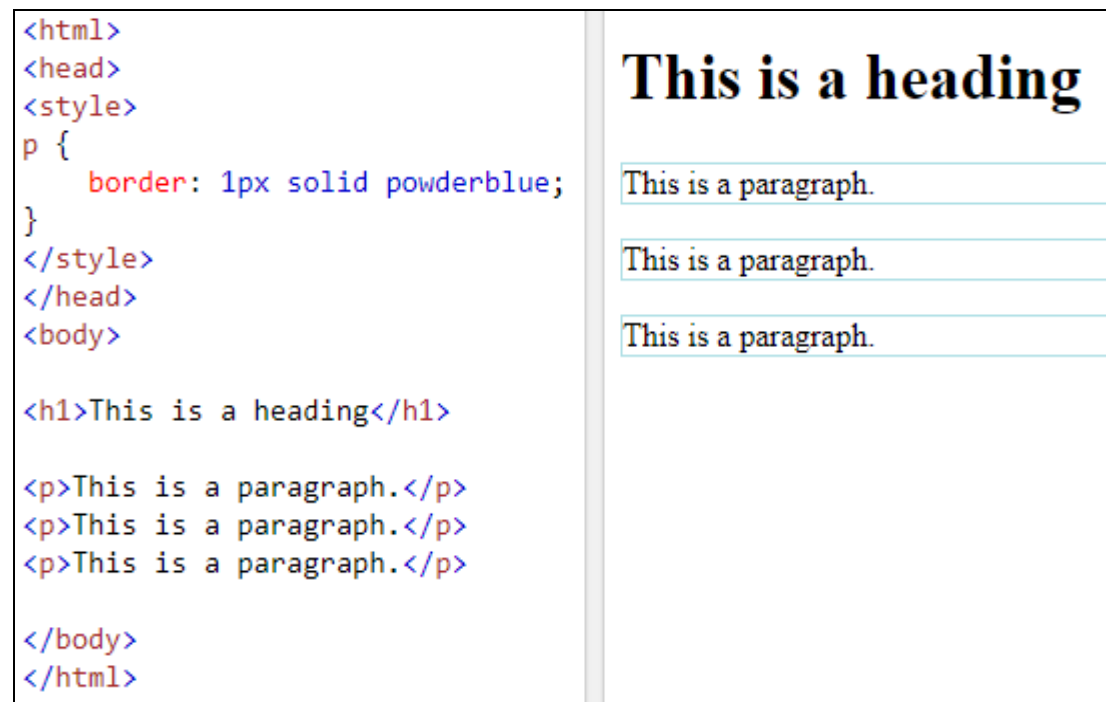 <html>
<head>
<style>
p {
    border: 1px solid powderblue;
}
</style>
</head>
<body>

<h1>This is a heading</h1>

<p>This is a paragraph.</p>
<p>This is a paragraph.</p>
<p>This is a paragraph.</p>

</body>
</html>
This is a heading
This is a paragraph.
This is a paragraph.
This is a paragraph.